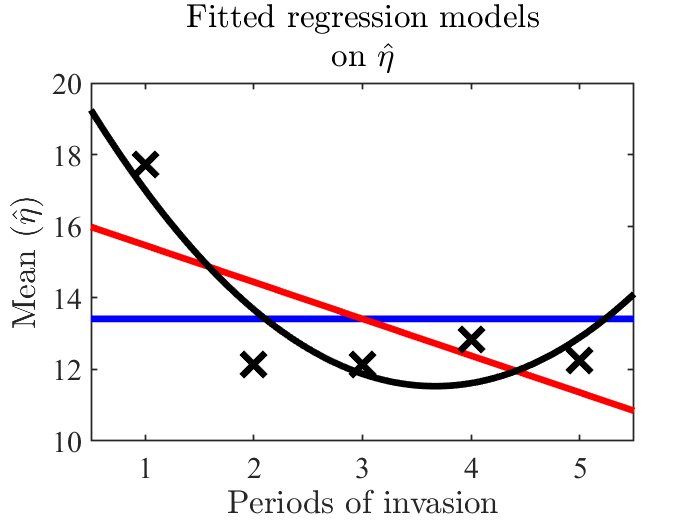 Fitted regression models
on η̂
20
18
16
14
12
10
Mean (η̂)
1 2 3 4 5
Periods of invasion